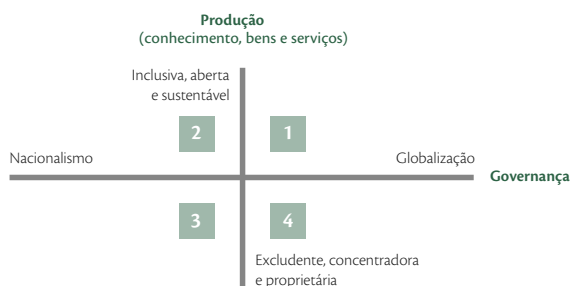 Produção
(conhecimento, bens e serviços)
Inclusiva, aberta
e sustentável
2
1
Nacionalismo
Globalização
Governança
3
4
Excludente, concentradora
e proprietária